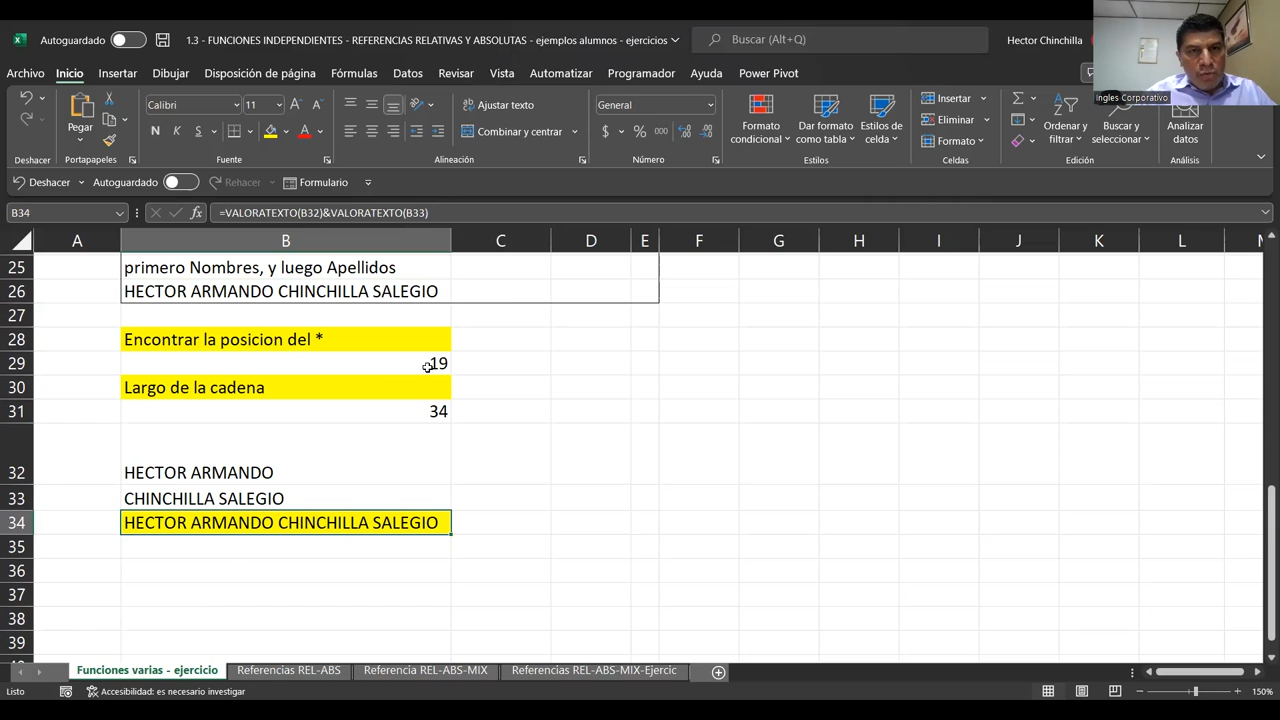 Autoguardado
1.3 - FUNCIONES INDEPENDIENTES - REFERENCIAS RELATIVAS Y ABSOLUTAS - ejemplos alumnos - ejercicios
Buscar (Alt+Q)
Hector Chinchilla
Ingles Corporativo
Archivo Inicio Insertar Dibujar Disposición de página Fórmulas Datos Revisar Vista Automatizar Programador Ayuda Power Pivot
Pegar
Calibri 11
N K S
Ajustar texto
Combinar y centrar
General
$ % 000
Formato condicional
Dar formato como tabla
Estilos de celda
Insertar
Eliminar
Formato
Ordenar y filtrar
Buscar y seleccionar
Analizar datos
Deshacer Portapapeles Fuente Alineación Número Estilos Celdas Edición Análisis
Deshacer Autoguardado Rehacer Formulario
B34 fx =VALORATEXTO(B32)&VALORATEXTO(B33)
A B C D E F G H I J K L
25 primero Nombres, y luego Apellidos
26 HECTOR ARMANDO CHINCHILLA SALEGIO
27
28 Encontrar la posicion del *
29 19
30 Largo de la cadena
31 34
32 HECTOR ARMANDO
33 CHINCHILLA SALEGIO
34 HECTOR ARMANDO CHINCHILLA SALEGIO
35
36
37
38
39
Funciones varias - ejercicio Referencias REL-ABS Referencia REL-ABS-MIX Referencias REL-ABS-MIX-Ejercic
Listo Accesibilidad: es necesario investigar 150%